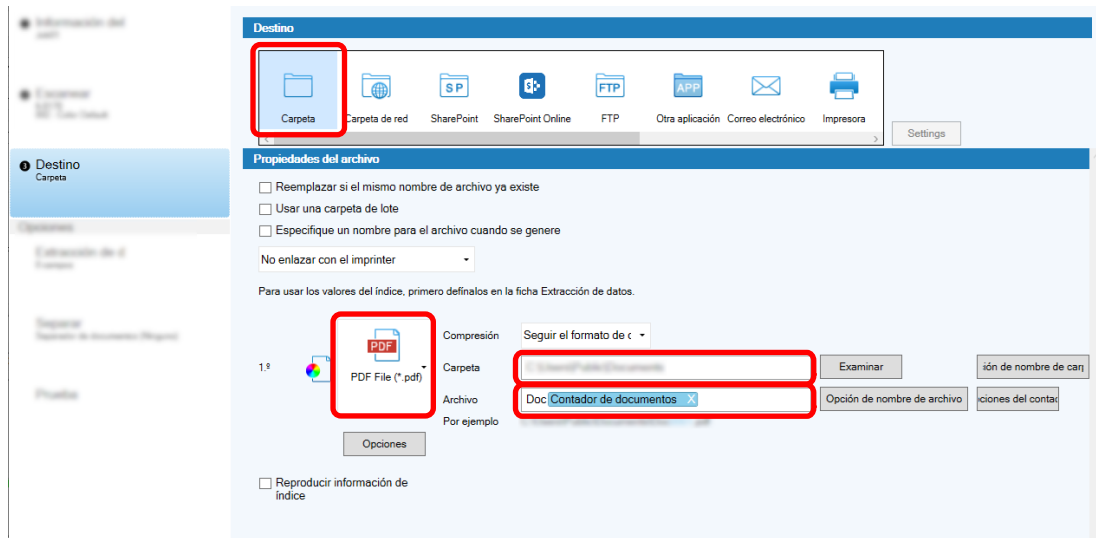 Destino
Carpeta
Carpeta de red
SharePoint
SharePoint Online
FTP
Otra aplicación
Correo electrónico
Impresora
SP
S
FTP
APP
Settings
3 Destino
Carpeta
Propiedades del archivo
Reemplazar si el mismo nombre de archivo ya existe
Usar una carpeta de lote
Especifique un nombre para el archivo cuando se genere
Opciones
No enlazar con el imprinter
Para usar los valores del índice, primero defínalos en la ficha Extracción de datos.
1.º
PDF
PDF File (*.pdf)
Compresión
Seguir el formato de c
Carpeta
Examinar
ión de nombre de carp
Archivo
Doc Contador de documentos X
Opción de nombre de archivo
ciones del contac
Por ejemplo
Opciones
Reproducir información de
índice